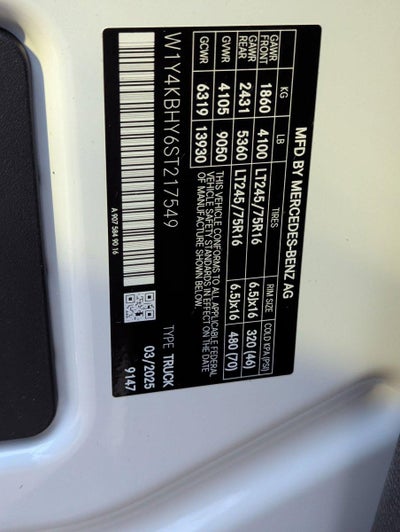 MFD BY MERCEDES-BENZ AG
KG LB TIRES RIM SIZE COLD KPA (PSI)
GAWR FRONT 1860 4100 LT245/75R16 6.5Jx16 320 (46)
GAWR REAR 2431 5360 LT245/75R16 6.5Jx16 480 (70)
GVWR 4105 9050
GCWR 6319 13930
THIS VEHICLE CONFORMS TO ALL APPLICABLE FEDERAL
VEHICLE SAFETY STANDARDS IN EFFECT ON THE DATE
OF MANUFACTURE SHOWN ABOVE.
W1Y4KBHY6ST217549
TYPE TRUCK
03/2025
9147
A 907 584 90 16